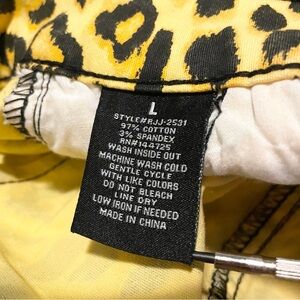 L
STYLE#RJJ-2531
97% COTTON
3% SPANDEX
RN#144725
WASH INSIDE OUT
MACHINE WASH COLD
GENTLE CYCLE
WITH LIKE COLORS
DO NOT BLEACH
LINE DRY
LOW IRON IF NEEDED
MADE IN CHINA